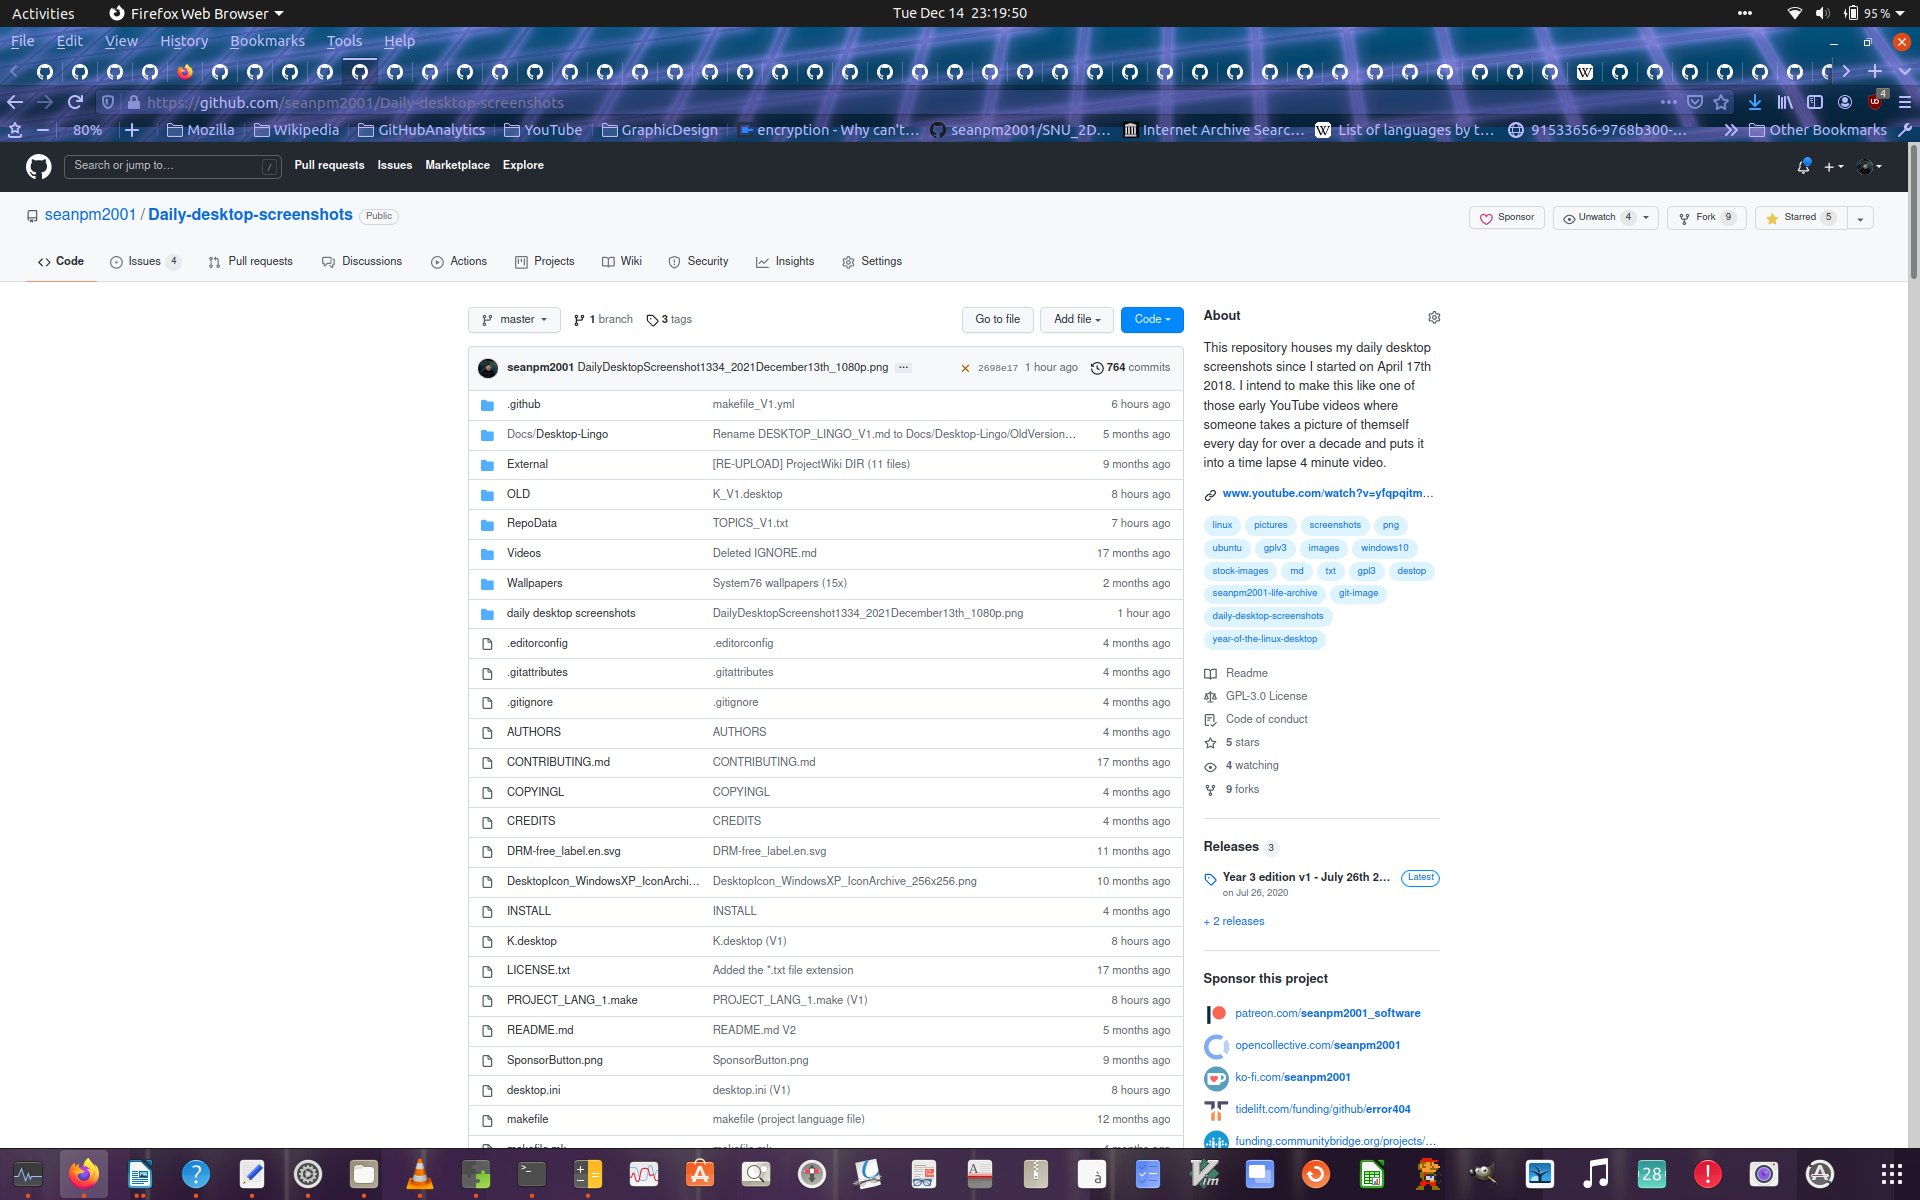 Activities Firefox Web Browser Tue Dec 14 23:19:50 95 %
File Edit View History Bookmarks Tools Help
https://github.com/seanpm2001/Daily-desktop-screenshots 4
80% Mozilla Wikipedia GitHubAnalytics YouTube GraphicDesign encryption - Why can't… seanpm2001/SNU_2D… Internet Archive Searc… List of languages by t… 91533656-9768b300-… Other Bookmarks
Search or jump to… / Pull requests Issues Marketplace Explore
seanpm2001 / Daily-desktop-screenshots Public Sponsor Unwatch 4 Fork 9 Starred 5
Code Issues 4 Pull requests Discussions Actions Projects Wiki Security Insights Settings
master 1 branch 3 tags Go to file Add file Code
seanpm2001 DailyDesktopScreenshot1334_2021December13th_1080p.png ... 2698e17 1 hour ago 764 commits
.github makefile_V1.yml 6 hours ago
Docs/Desktop-Lingo Rename DESKTOP_LINGO_V1.md to Docs/Desktop-Lingo/OldVersion… 5 months ago
External [RE-UPLOAD] ProjectWiki DIR (11 files) 9 months ago
OLD K_V1.desktop 8 hours ago
RepoData TOPICS_V1.txt 7 hours ago
Videos Deleted IGNORE.md 17 months ago
Wallpapers System76 wallpapers (15x) 2 months ago
daily desktop screenshots DailyDesktopScreenshot1334_2021December13th_1080p.png 1 hour ago
.editorconfig .editorconfig 4 months ago
.gitattributes .gitattributes 4 months ago
.gitignore .gitignore 4 months ago
AUTHORS AUTHORS 4 months ago
CONTRIBUTING.md CONTRIBUTING.md 17 months ago
COPYINGL COPYINGL 4 months ago
CREDITS CREDITS 4 months ago
DRM-free_label.en.svg DRM-free_label.en.svg 11 months ago
DesktopIcon_WindowsXP_IconArchi… DesktopIcon_WindowsXP_IconArchive_256x256.png 10 months ago
INSTALL INSTALL 4 months ago
K.desktop K.desktop (V1) 8 hours ago
LICENSE.txt Added the *.txt file extension 17 months ago
PROJECT_LANG_1.make PROJECT_LANG_1.make (V1) 8 hours ago
README.md README.md V2 5 months ago
SponsorButton.png SponsorButton.png 9 months ago
desktop.ini desktop.ini (V1) 8 hours ago
makefile makefile (project language file) 12 months ago
About
This repository houses my daily desktop
screenshots since I started on April 17th
2018. I intend to make this like one of
those early YouTube videos where
someone takes a picture of themself
every day for over a decade and puts it
into a time lapse 4 minute video.
www.youtube.com/watch?v=yfqpqitm…
linux pictures screenshots png
ubuntu gplv3 images windows10
stock-images md txt gpl3 destop
seanpm2001-life-archive git-image
daily-desktop-screenshots
year-of-the-linux-desktop
Readme
GPL-3.0 License
Code of conduct
5 stars
4 watching
9 forks
Releases 3
Year 3 edition v1 - July 26th 2… Latest
on Jul 26, 2020
+ 2 releases
Sponsor this project
patreon.com/seanpm2001_software
opencollective.com/seanpm2001
ko-fi.com/seanpm2001
tidelift.com/funding/github/error404
funding.communitybridge.org/projects/…
28